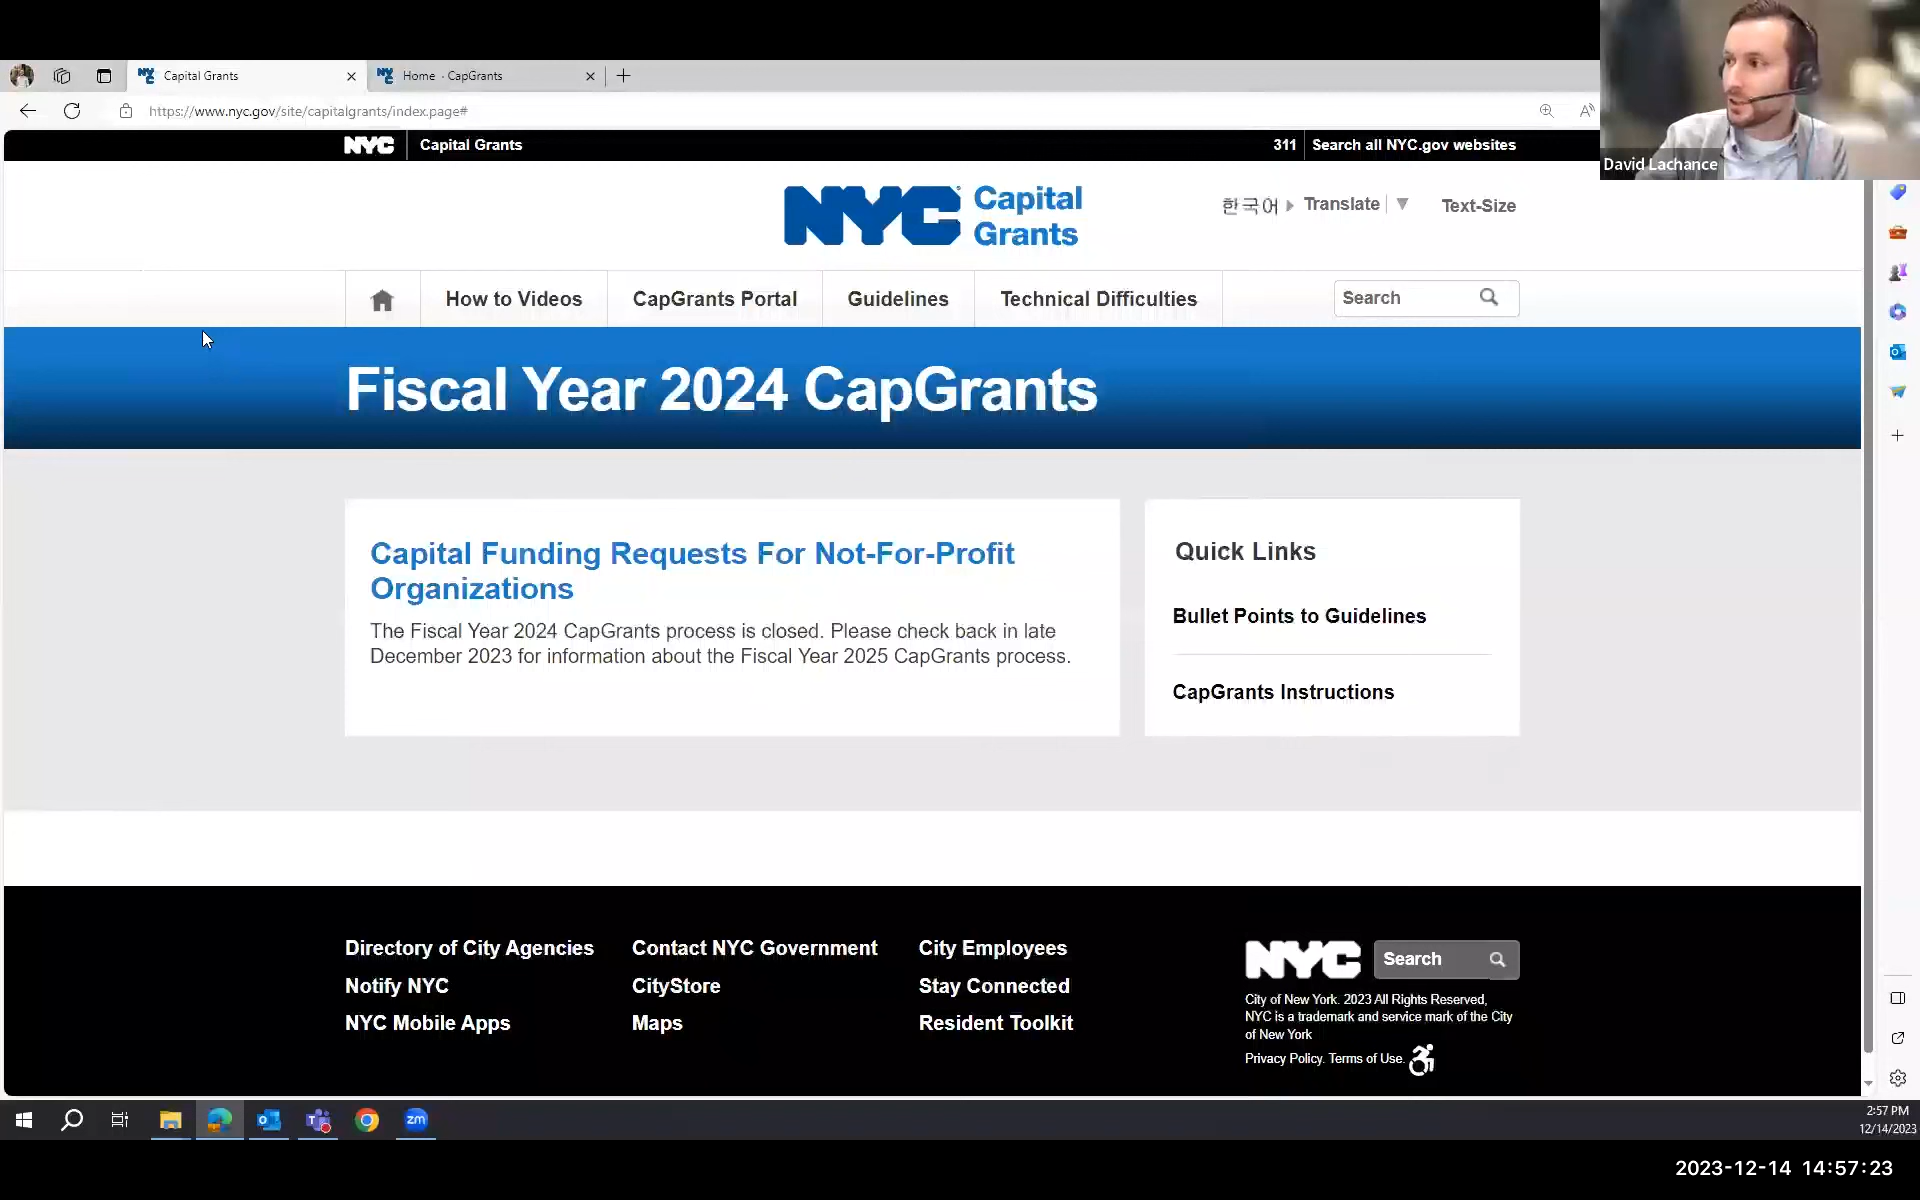 Capital Grants
Home - CapGrants
https://www.nyc.gov/site/capitalgrants/index.page#
NYC Capital Grants
311 Search all NYC.gov websites
David Lachance
NYC Capital Grants
한국어 Translate Text-Size
How to Videos CapGrants Portal Guidelines Technical Difficulties Search
Fiscal Year 2024 CapGrants
Capital Funding Requests For Not-For-Profit
Organizations
The Fiscal Year 2024 CapGrants process is closed. Please check back in late
December 2023 for information about the Fiscal Year 2025 CapGrants process.
Quick Links
Bullet Points to Guidelines
CapGrants Instructions
Directory of City Agencies
Notify NYC
NYC Mobile Apps
Contact NYC Government
CityStore
Maps
City Employees
Stay Connected
Resident Toolkit
NYC Search
City of New York. 2023 All Rights Reserved,
NYC is a trademark and service mark of the City
of New York
Privacy Policy. Terms of Use.
zm
2:57 PM
12/14/2023
2023-12-14 14:57:23